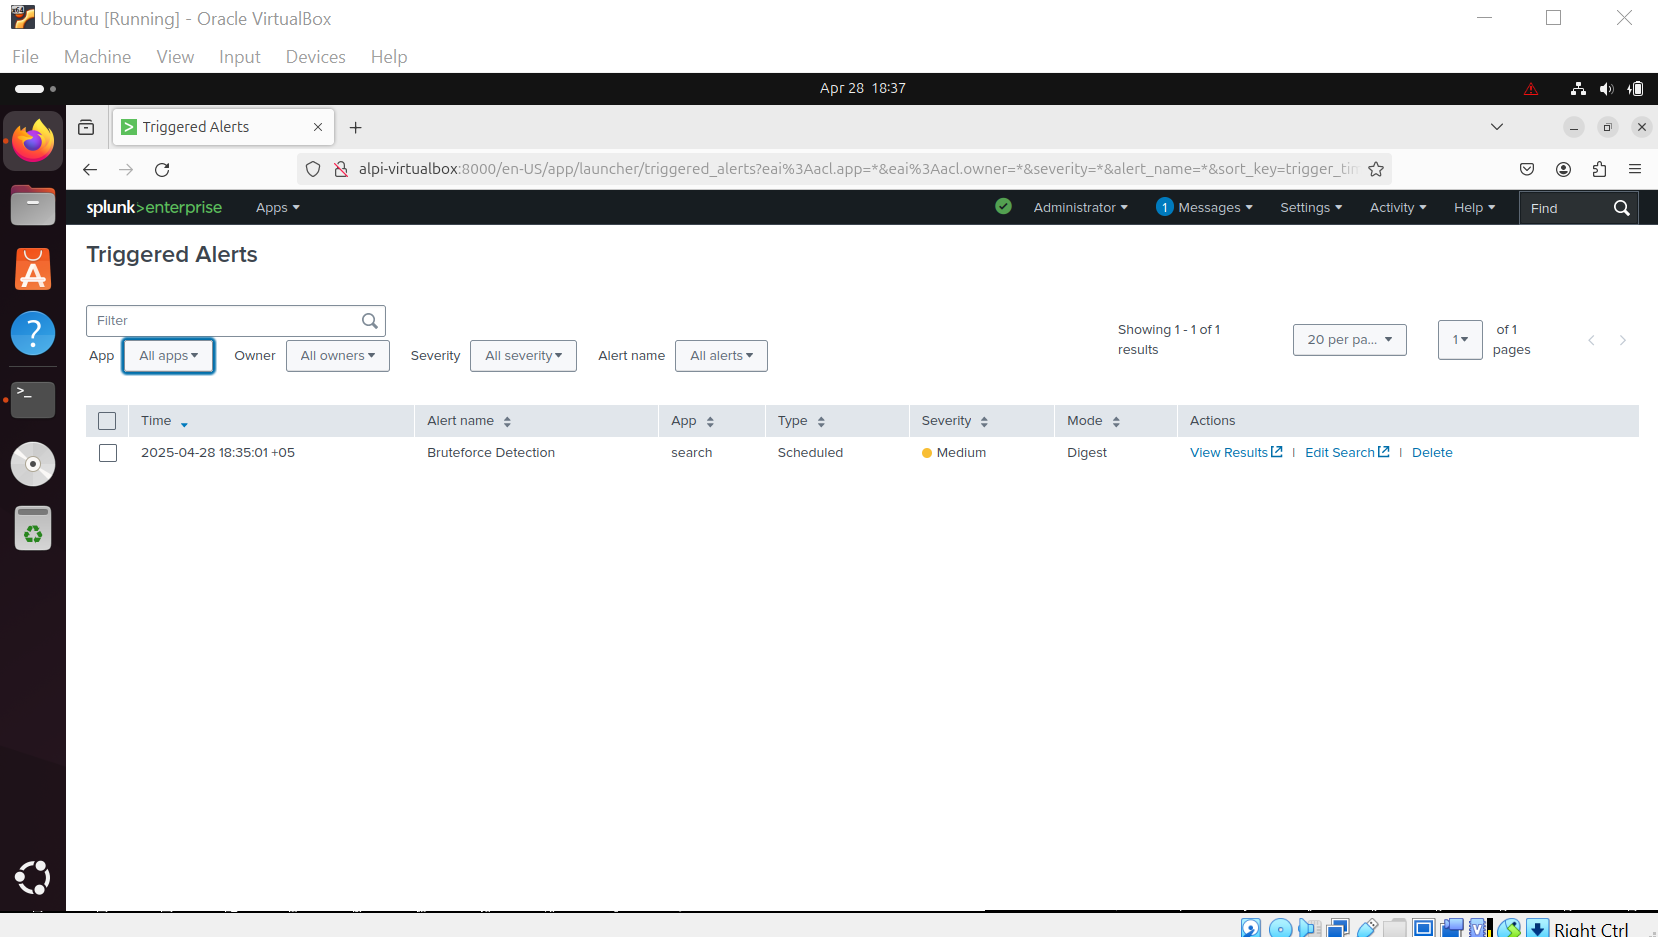 Ubuntu [Running] - Oracle VirtualBox
File Machine View Input Devices Help
Apr 28 18:37
Triggered Alerts
alpi-virtualbox:8000/en-US/app/launcher/triggered_alerts?eai%3Aacl.app=*&eai%3Aacl.owner=*&severity=*&alert_name=*&sort_key=trigger_tim
splunk>enterprise Apps Administrator 1 Messages Settings Activity Help Find
Triggered Alerts
Filter
Showing 1 - 1 of 1 results
20 per pa...
1
of 1 pages
App All apps Owner All owners Severity All severity Alert name All alerts
Time Alert name App Type Severity Mode Actions
2025-04-28 18:35:01 +05 Bruteforce Detection search Scheduled Medium Digest View Results | Edit Search | Delete
Right Ctrl